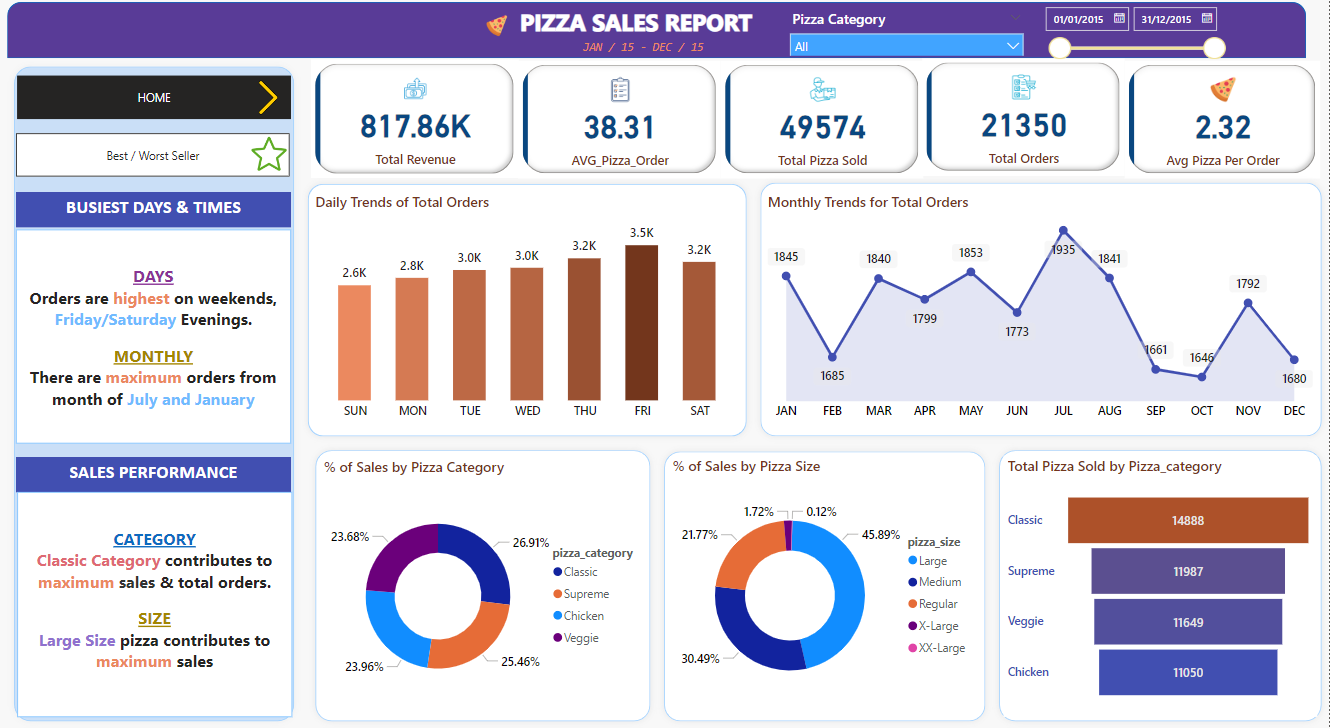 PIZZA SALES REPORT
JAN / 15 - DEC / 15
Pizza Category
All
01/01/2015
31/12/2015
HOME
Best / Worst Seller
BUSIEST DAYS & TIMES
DAYS
Orders are highest on weekends,
Friday/Saturday Evenings.
MONTHLY
There are maximum orders from
month of July and January
SALES PERFORMANCE
CATEGORY
Classic Category contributes to
maximum sales & total orders.
SIZE
Large Size pizza contributes to
maximum sales
817.86K
Total Revenue
38.31
AVG_Pizza_Order
49574
Total Pizza Sold
21350
Total Orders
2.32
Avg Pizza Per Order
Daily Trends of Total Orders
2.6K
2.8K
3.0K
3.0K
3.2K
3.5K
3.2K
SUN
MON
TUE
WED
THU
FRI
SAT
Monthly Trends for Total Orders
1845
1685
1840
1799
1853
1773
1935
1841
1661
1646
1792
1680
JAN
FEB
MAR
APR
MAY
JUN
JUL
AUG
SEP
OCT
NOV
DEC
% of Sales by Pizza Category
23.68%
26.91%
23.96%
25.46%
pizza_category
Classic
Supreme
Chicken
Veggie
% of Sales by Pizza Size
1.72%
0.12%
21.77%
45.89%
30.49%
pizza_size
Large
Medium
Regular
X-Large
XX-Large
Total Pizza Sold by Pizza_category
Classic
14888
Supreme
11987
Veggie
11649
Chicken
11050